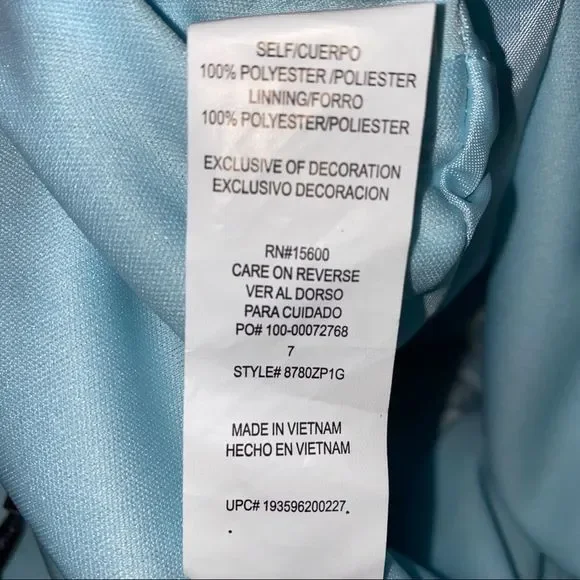 SELF/CUERPO
100% POLYESTER /POLIESTER
LINNING/FORRO
100% POLYESTER/POLIESTER
EXCLUSIVE OF DECORATION
EXCLUSIVO DECORACION
RN#15600
CARE ON REVERSE
VER AL DORSO
PARA CUIDADO
PO# 100-00072768
7
STYLE# 8780ZP1G
MADE IN VIETNAM
HECHO EN VIETNAM
UPC# 193596200227